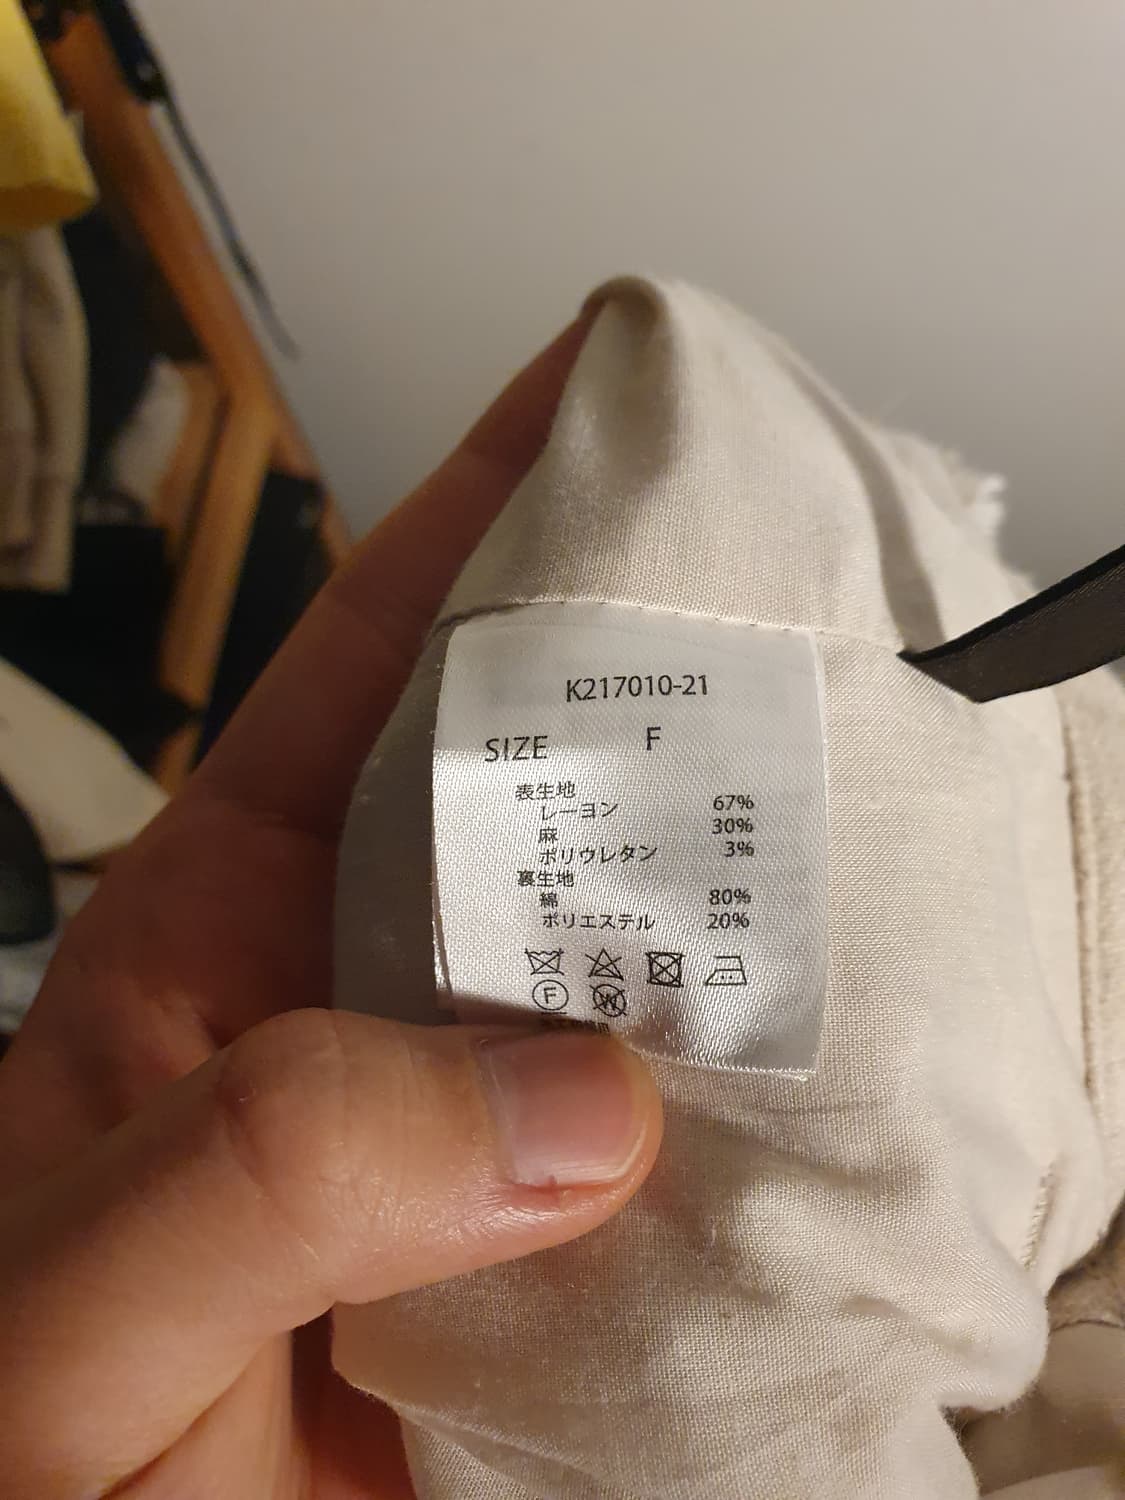 K217010-21
SIZE F
表生地
レーヨン 67%
麻 30%
ポリウレタン 3%
裏生地
綿 80%
ポリエステル 20%
F W